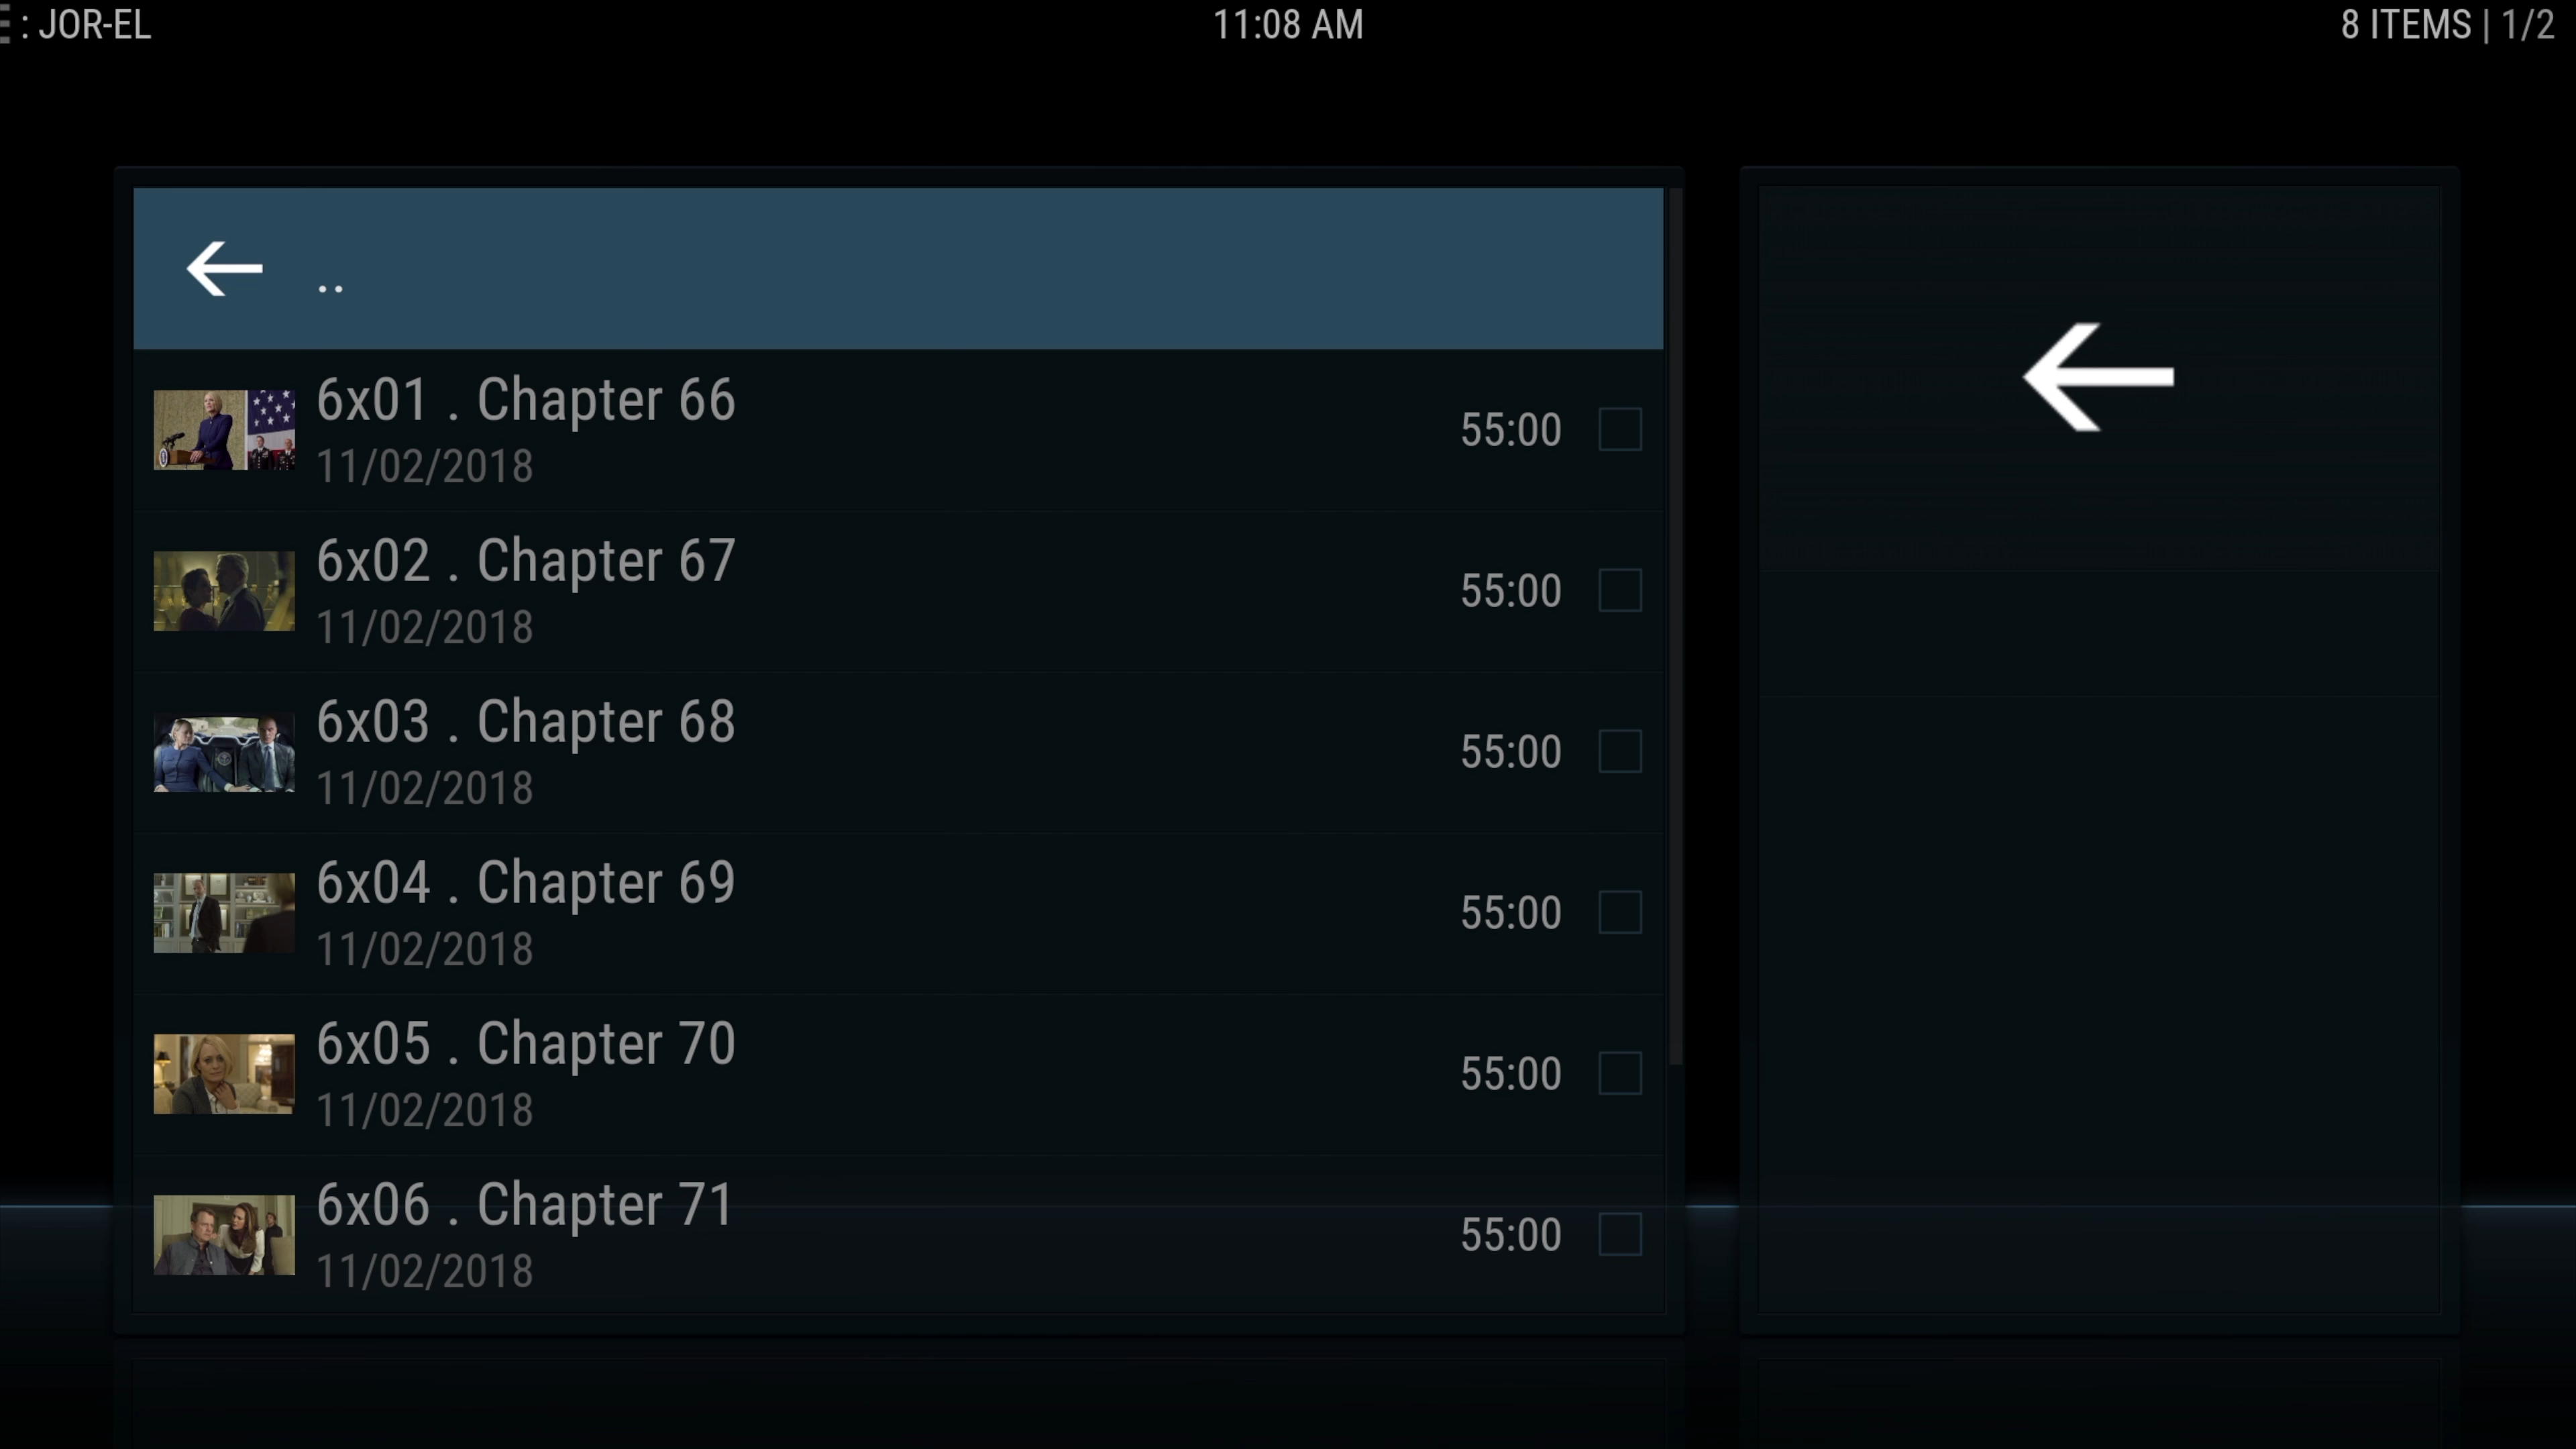 : JOR-EL
11:08 AM
8 ITEMS | 1/2
..
6x01 . Chapter 66
55:00
11/02/2018
6x02 . Chapter 67
55:00
11/02/2018
6x03 . Chapter 68
55:00
11/02/2018
6x04 . Chapter 69
55:00
11/02/2018
6x05 . Chapter 70
55:00
11/02/2018
6x06 . Chapter 71
55:00
11/02/2018